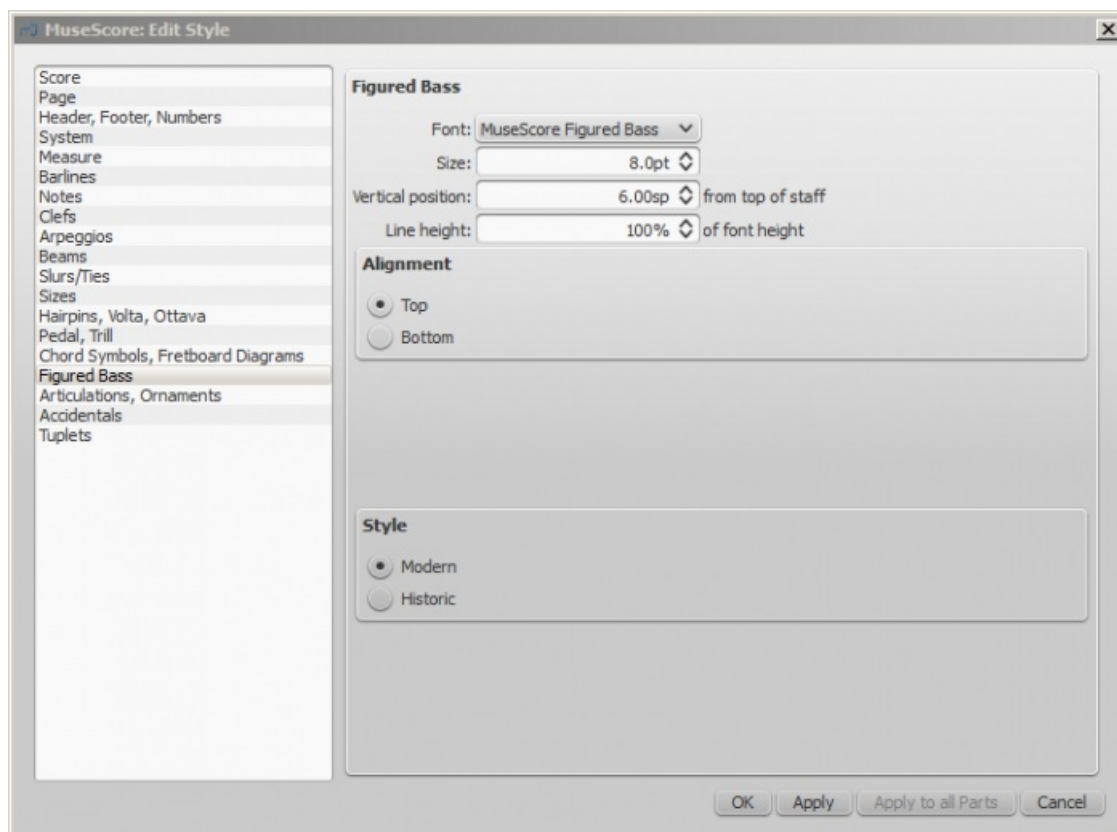 MuseScore: Edit Style
Score
Page
Header, Footer, Numbers
System
Measure
Barlines
Notes
Clefs
Arpeggios
Beams
Slurs/Ties
Sizes
Hairpins, Volta, Ottava
Pedal, Trill
Chord Symbols, Fretboard Diagrams
Figured Bass
Articulations, Ornaments
Accidentals
Tuplets
Figured Bass
Font: MuseScore Figured Bass
Size: 8.0pt
Vertical position: 6.00sp from top of staff
Line height: 100% of font height
Alignment
Top
Bottom
Style
Modern
Historic
OK Apply Apply to all Parts Cancel